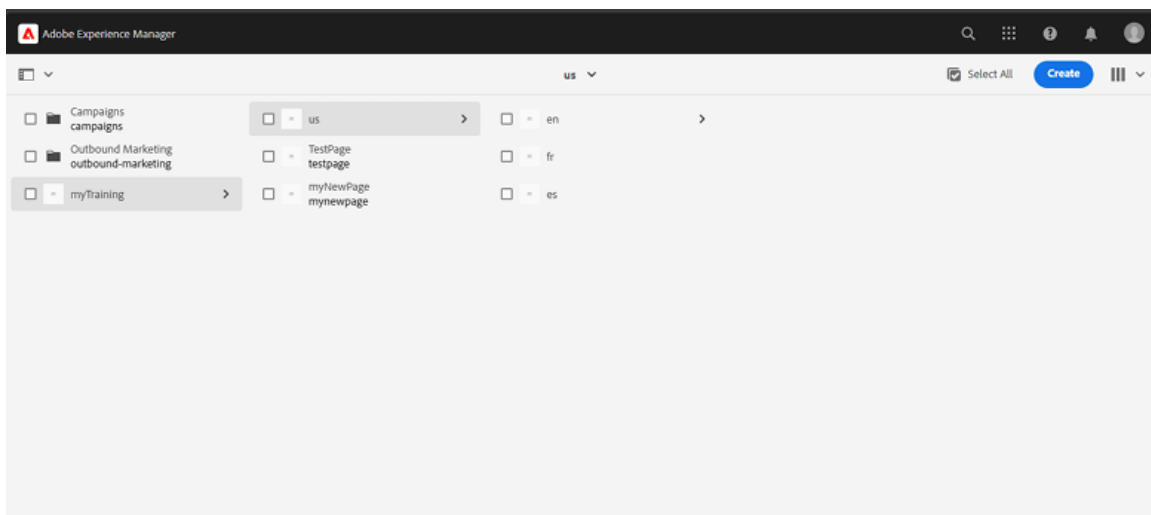 Adobe Experience Manager
us
Select All
Create
Campaigns
campaigns
Outbound Marketing
outbound-marketing
myTraining
us
TestPage
testpage
myNewPage
mynewpage
en
fr
es